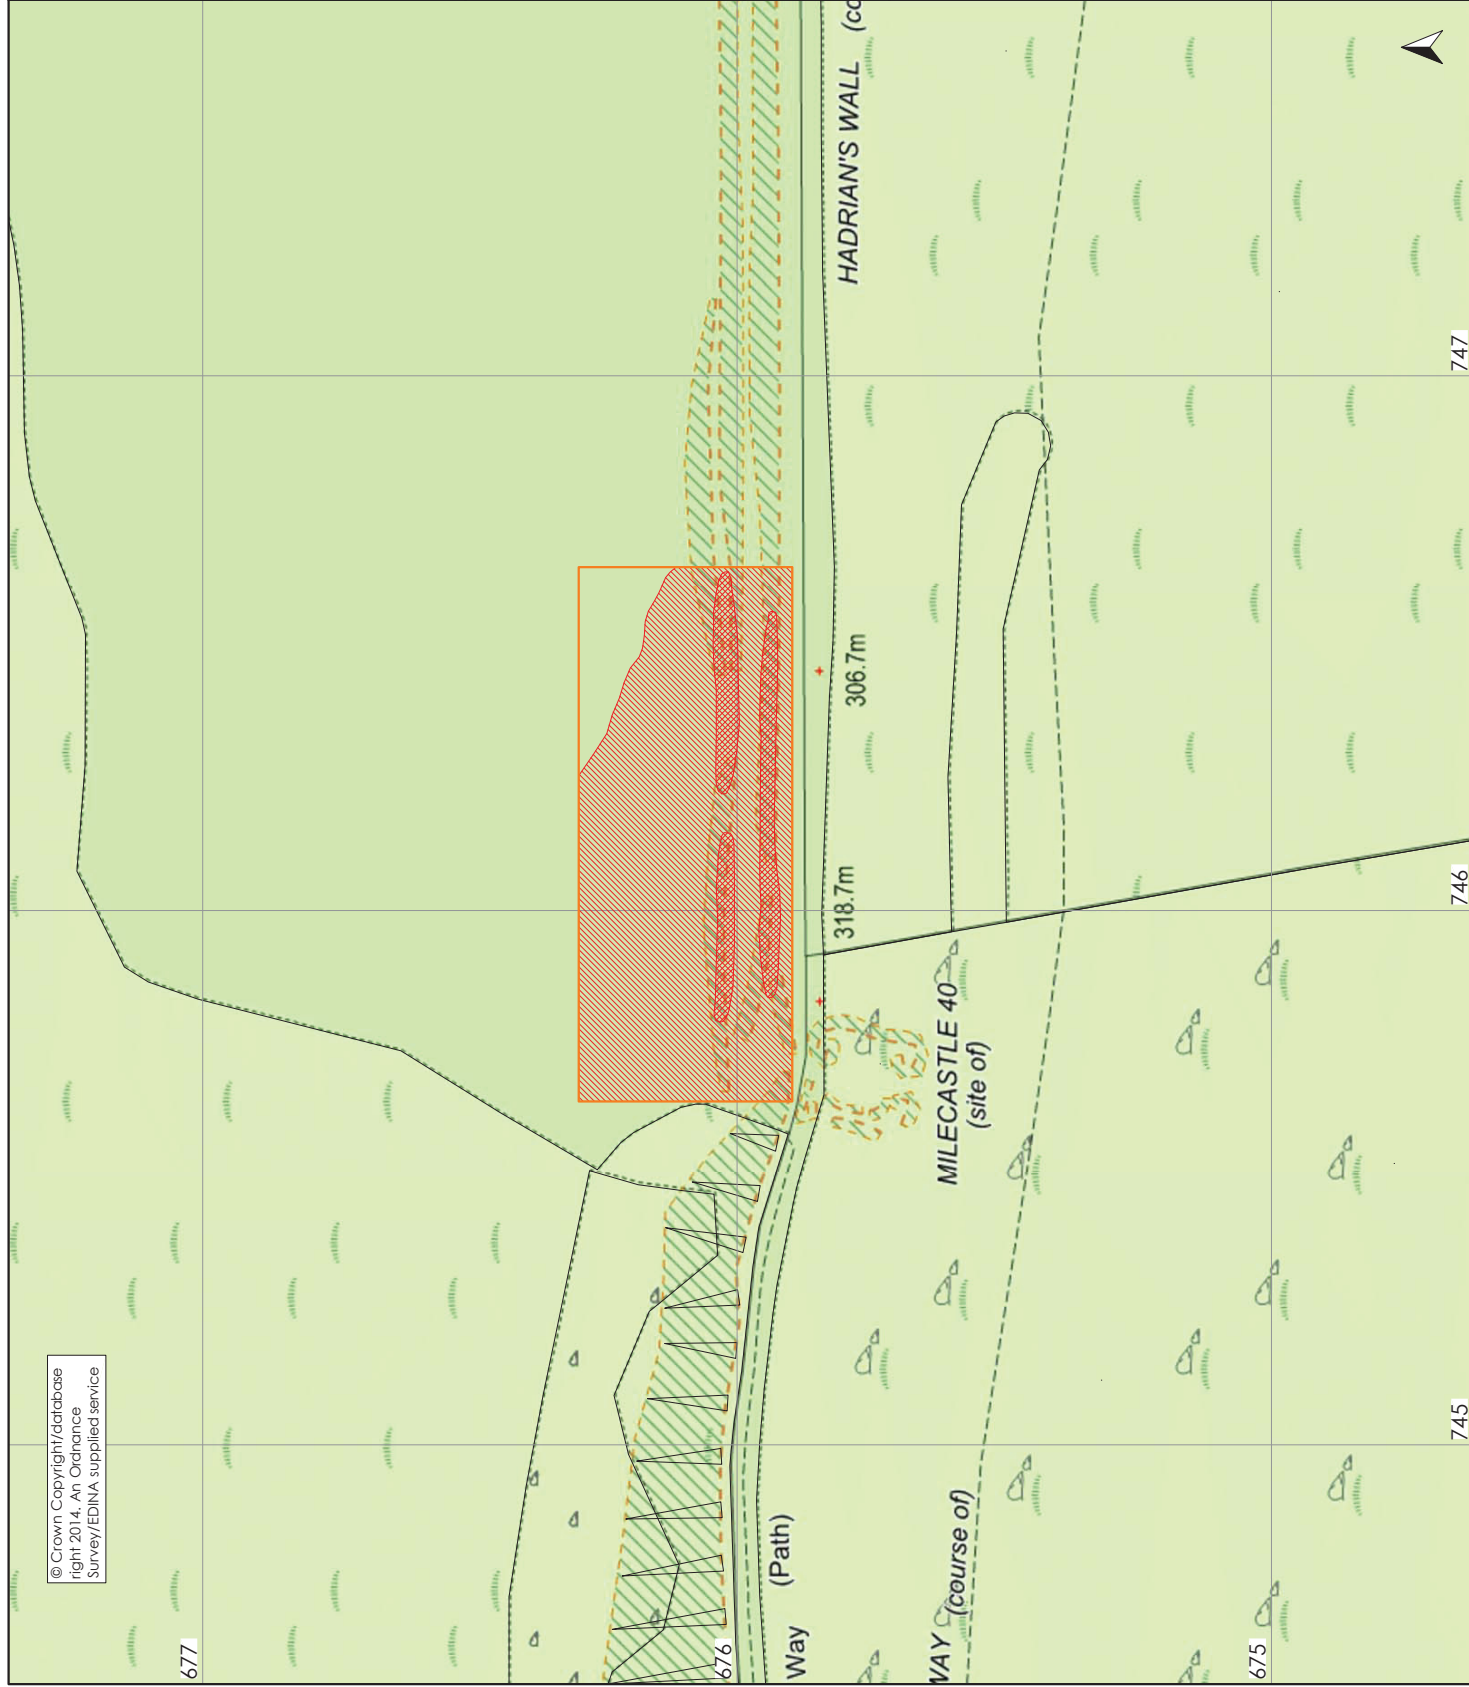 © Crown Copyright/database
right 2014. An Ordnance
Survey/EDINA supplied service
677
676
675
745
746
747
Way
(Path)
WAY (course of)
MILECASTLE 40
(site of)
318.7m
306.7m
HADRIAN'S WALL (co